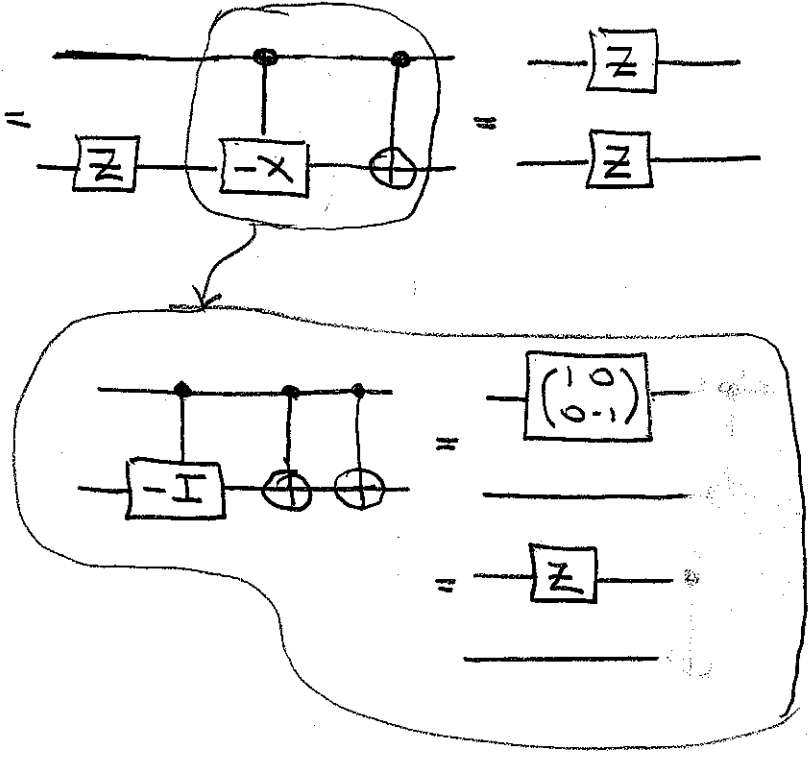 Z
= Z -X = Z
(1 0
0 -1)
-I =
= Z